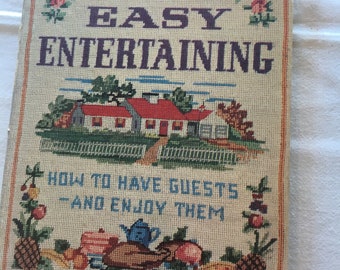 EASY
ENTERTAINING
HOW TO HAVE GUESTS
-AND ENJOY THEM